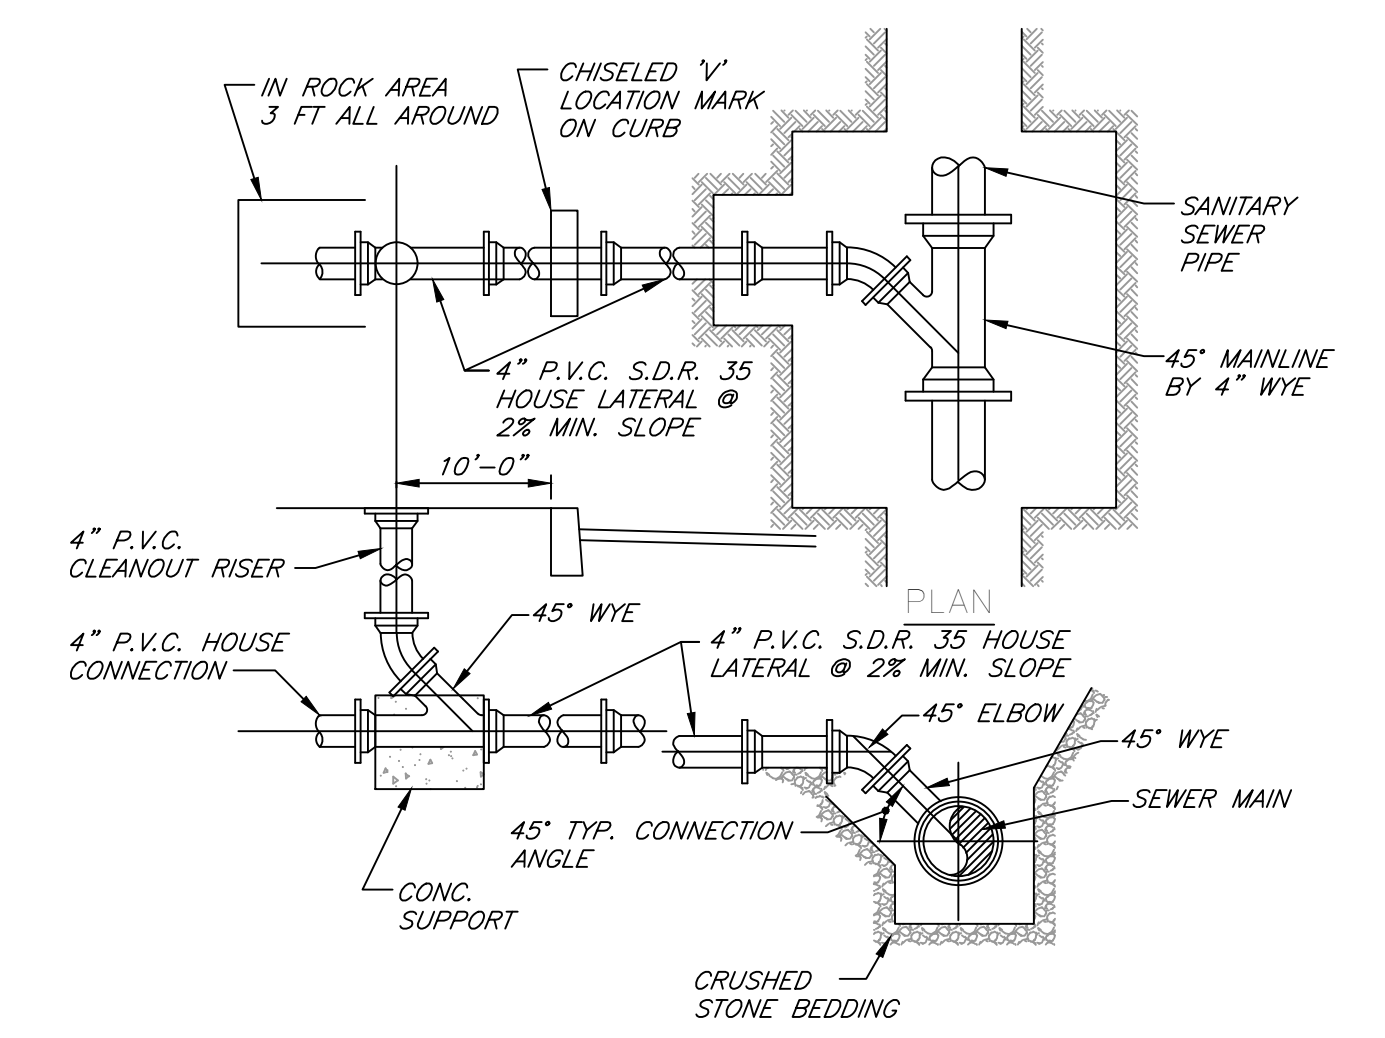 IN ROCK AREA
3 FT ALL AROUND
CHISELED 'V'
LOCATION MARK
ON CURB
SANITARY
SEWER
PIPE
45° MAINLINE
BY 4" WYE
4" P.V.C. S.D.R. 35
HOUSE LATERAL @
2% MIN. SLOPE
10'-0"
4" P.V.C.
CLEANOUT RISER
PLAN
45° WYE
4" P.V.C. HOUSE
CONNECTION
4" P.V.C. S.D.R. 35 HOUSE
LATERAL @ 2% MIN. SLOPE
45° ELBOW
45° WYE
SEWER MAIN
45° TYP. CONNECTION
ANGLE
CONC.
SUPPORT
CRUSHED
STONE BEDDING